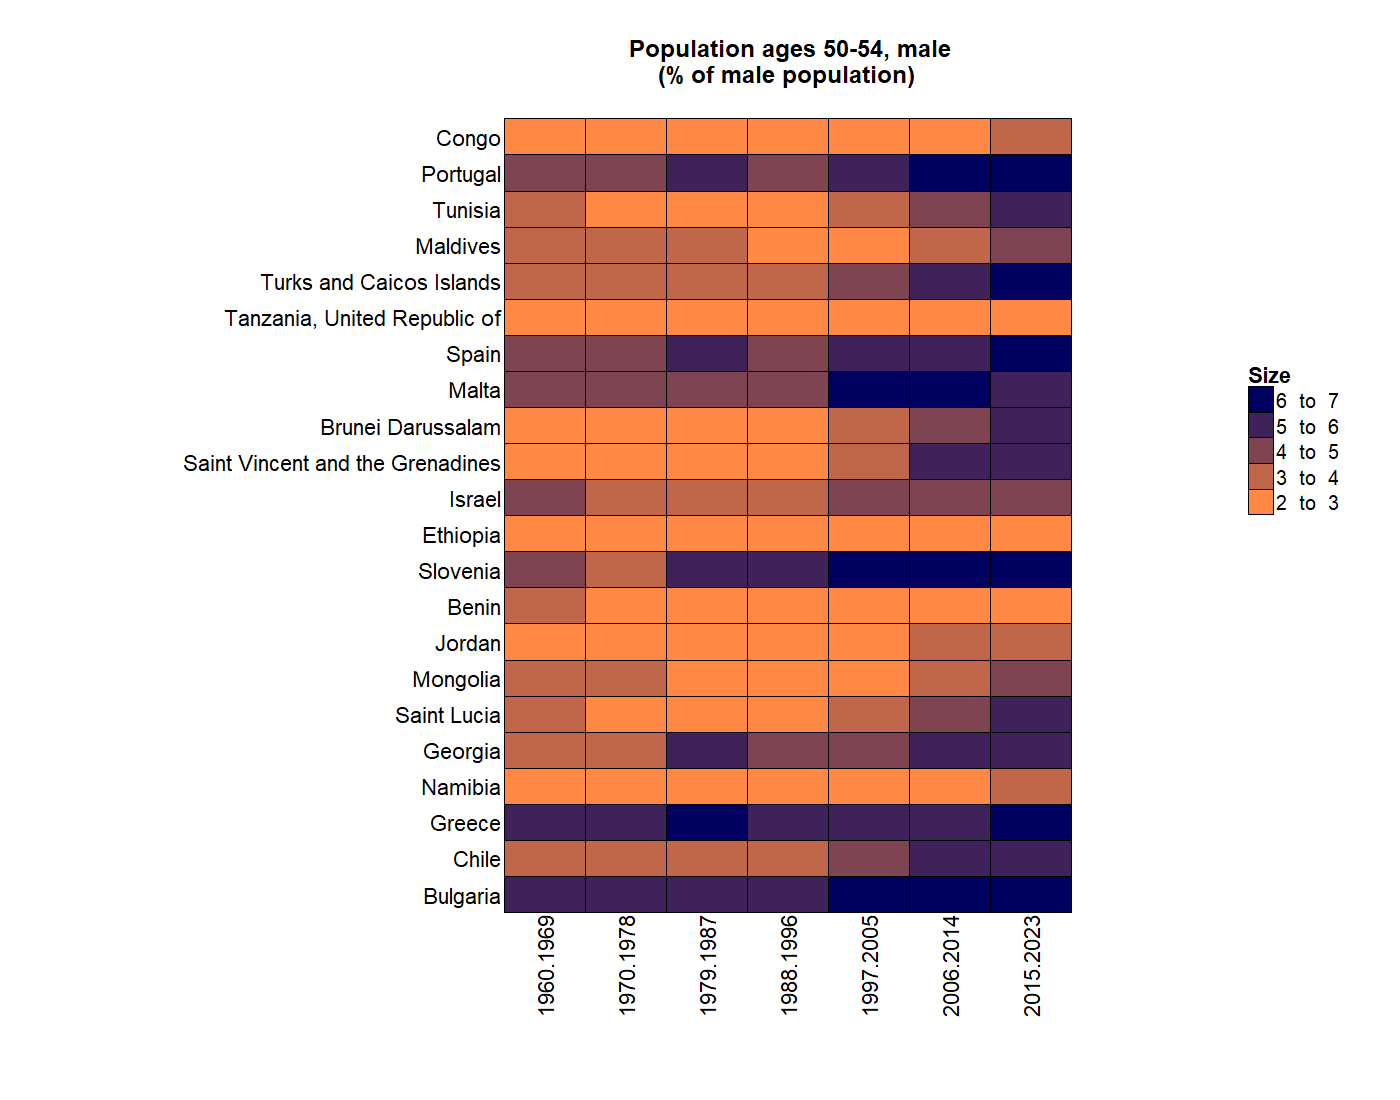 Population ages 50-54, male
(% of male population)
Congo
Portugal
Tunisia
Maldives
Turks and Caicos Islands
Tanzania, United Republic of
Spain
Malta
Brunei Darussalam
Saint Vincent and the Grenadines
Israel
Ethiopia
Slovenia
Benin
Jordan
Mongolia
Saint Lucia
Georgia
Namibia
Greece
Chile
Bulgaria
1960.1969
1970.1978
1979.1987
1988.1996
1997.2005
2006.2014
2015.2023
Size
6 to 7
5 to 6
4 to 5
3 to 4
2 to 3